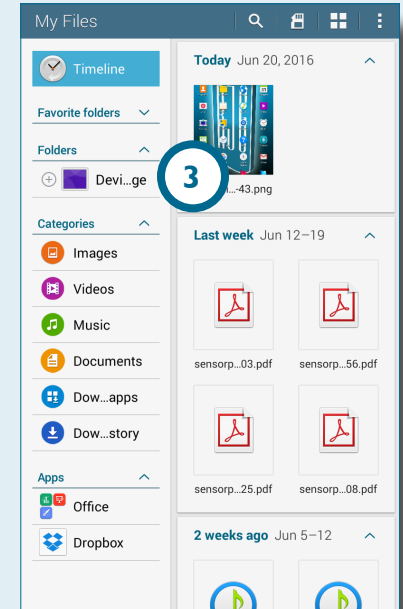 My Files
Timeline
Favorite folders
Folders
Devi...ge
Categories
Images
Videos
Music
Documents
Dow...apps
Dow...story
Apps
Office
Dropbox
3
Today Jun 20, 2016
...-43.png
Last week Jun 12–19
sensorp...03.pdf
sensorp...56.pdf
sensorp...25.pdf
sensorp...08.pdf
2 weeks ago Jun 5–12